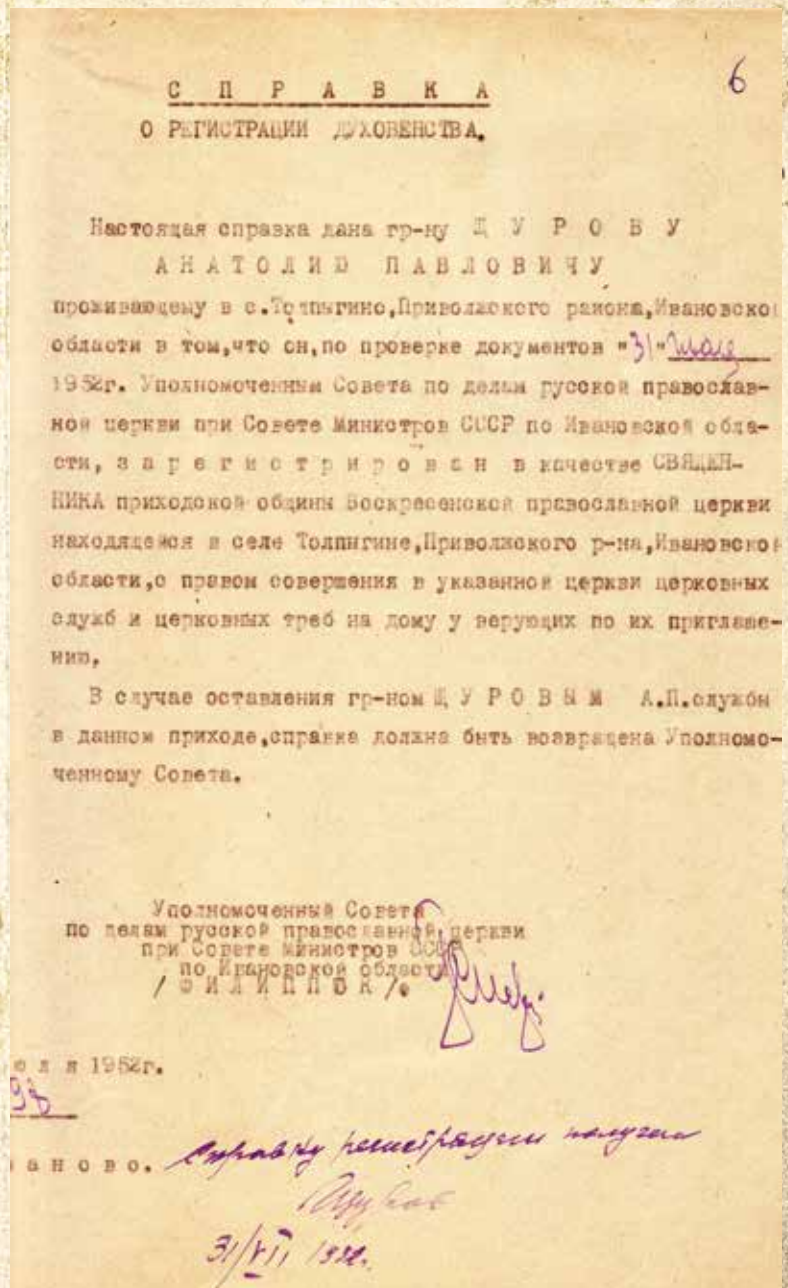 6
С П Р А В К А
О РЕГИСТРАЦИИ ДУХОВЕНСТВА.
Настоящая справка дана гр-ну Щ У Р О В У
А Н А Т О Л И Ю П А В Л О В И Ч У
проживающему в с.Толпыгино,Приволжского района,Ивановской
области в том,что он,по проверке документов "31" мая
1952г. Уполномоченным Совета по делам русской православ-
ной церкви при Совете Министров СССР по Ивановской обла-
сти, з а р е г и с т р и р о в а н в качестве СВЯЩЕН-
НИКА приходской общины Воскресенской православной церкви
находящейся в селе Толпыгине,Приволжского р-на,Ивановской
области,с правом совершения в указанной церкви церковных
служб и церковных треб на дому у верующих по их приглаше-
нию.
В случае оставления гр-ном Щ У Р О В Ы М А.П.службы
в данном приходе,справка должна быть возвращена Уполномо-
ченному Совета.
Уполномоченный Совета
по делам русской православной церкви
при Совете Министров СССР
по Ивановской области
/ Ф И Л И П П О К /.
ю л я 1952г.
98
в а н о в о.
Справку регистрации получил
Щуров
31/VII 1952г.